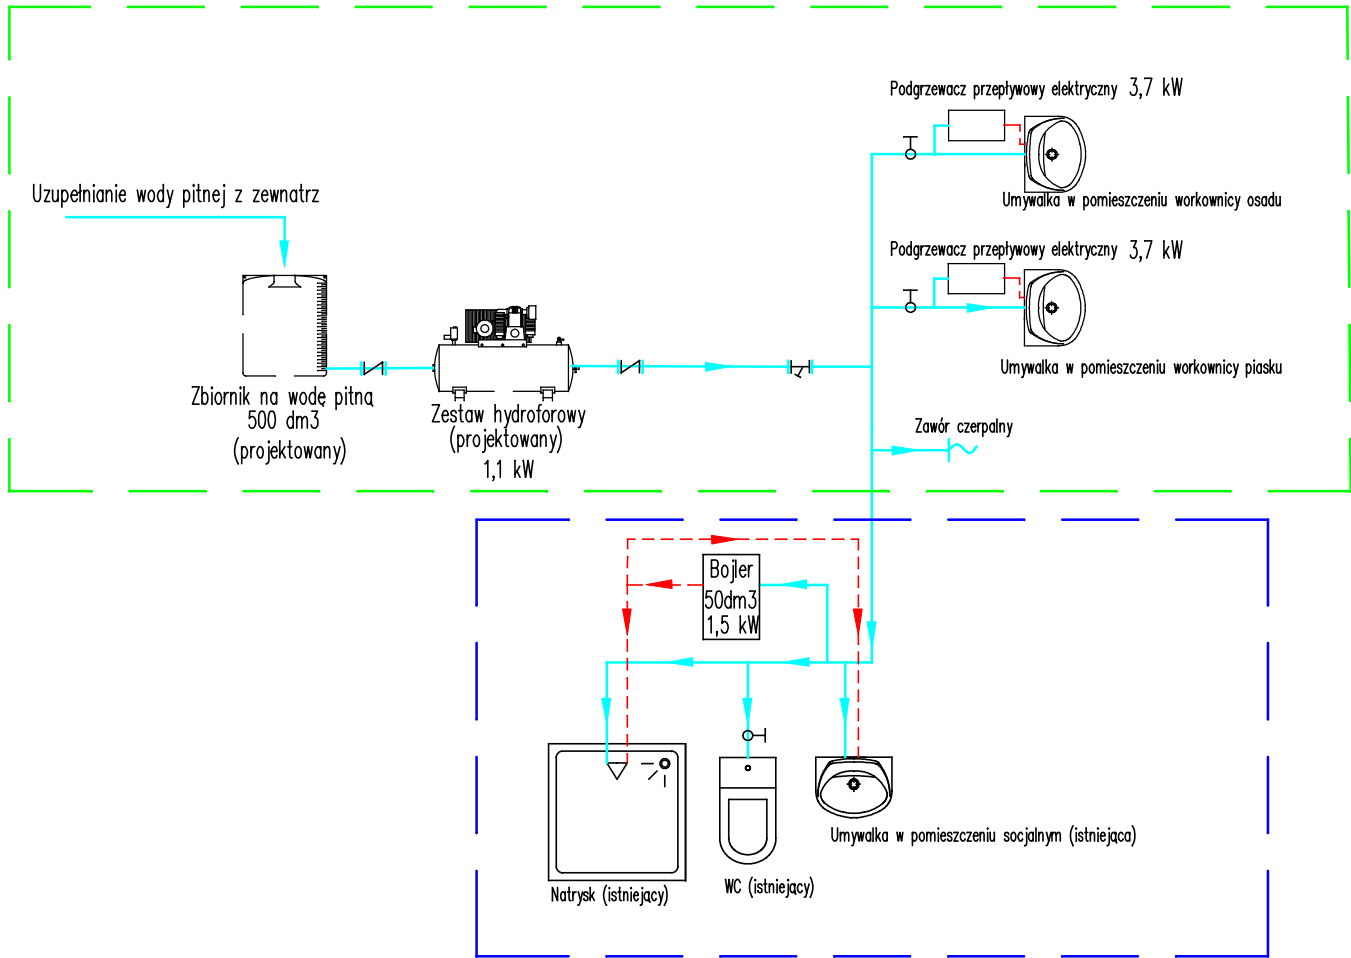 Podgrzewacz przepływowy elektryczny 3,7 kW
Umywalka w pomieszczeniu workownicy osadu
Uzupełnianie wody pitnej z zewnatrz
Podgrzewacz przepływowy elektryczny 3,7 kW
Umywalka w pomieszczeniu workownicy piasku
Zbiornik na wodę pitną
500 dm3
(projektowany)
Zestaw hydroforowy
(projektowany)
1,1 kW
Zawór czerpalny
Bojler
50dm3
1,5 kW
Umywalka w pomieszczeniu socjalnym (istniejąca)
WC (istniejący)
Natrysk (istniejący)